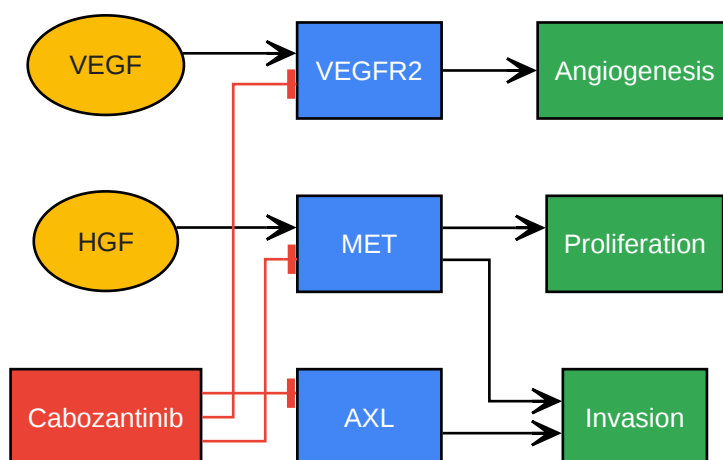 VEGF
VEGFR2
Angiogenesis
HGF
MET
Proliferation
Cabozantinib
AXL
Invasion